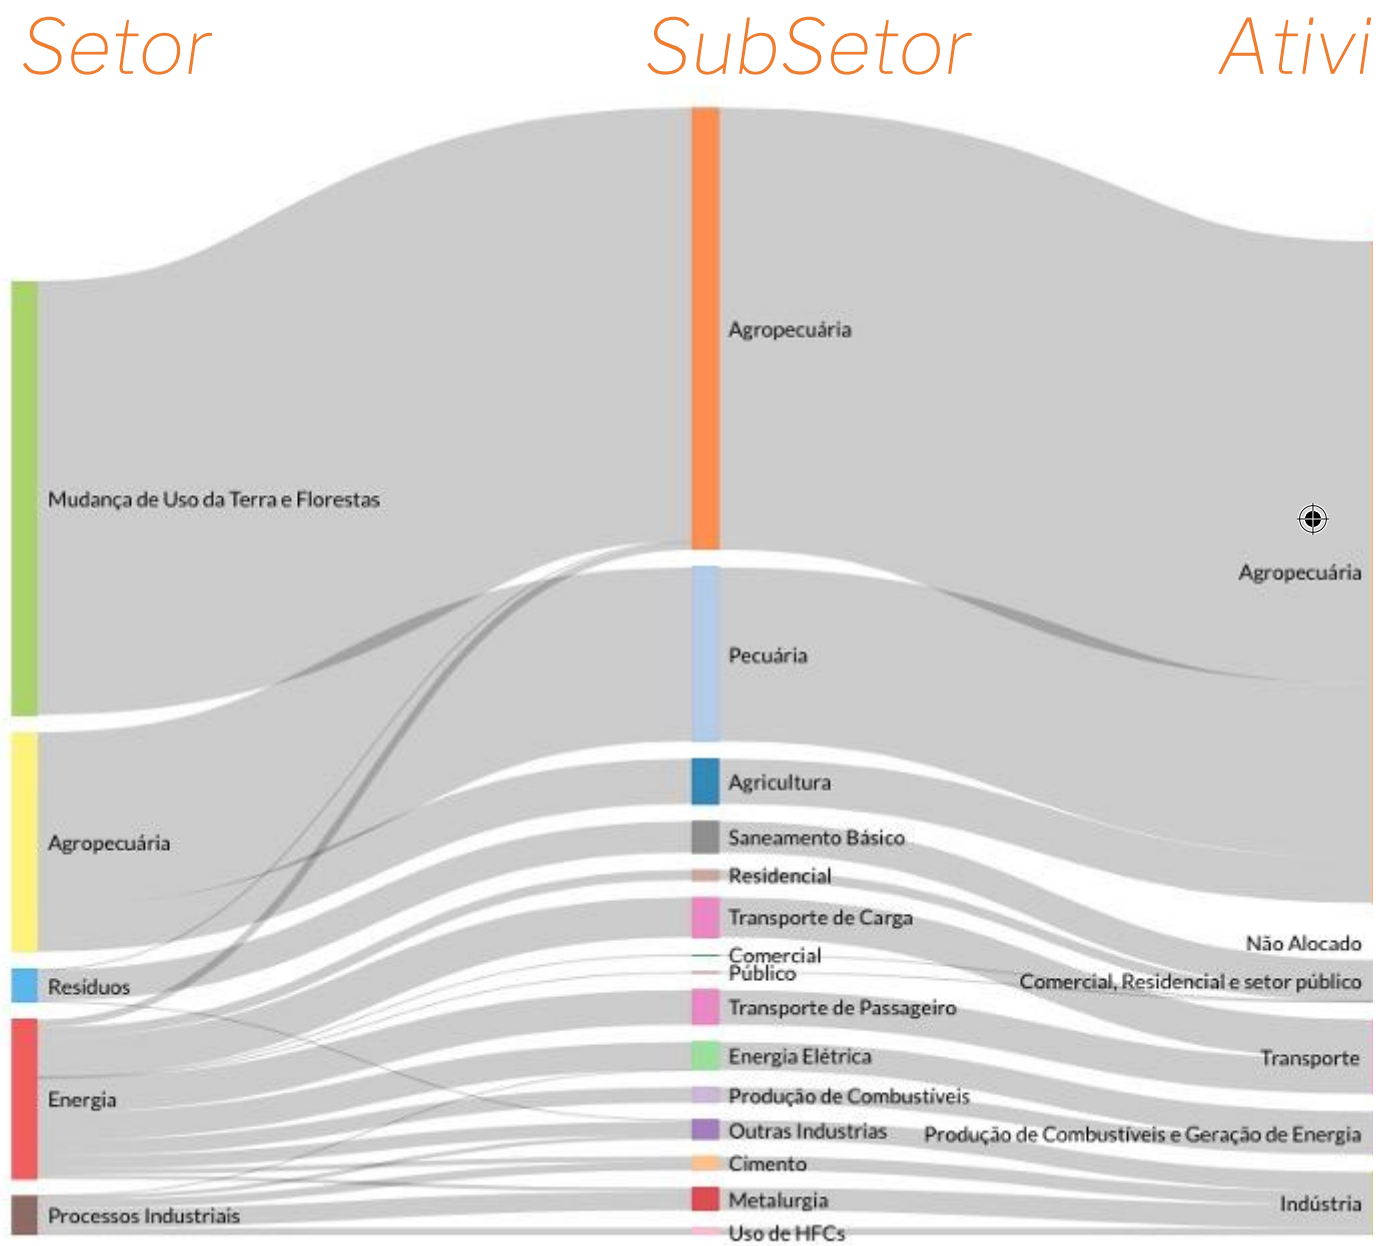 Setor
SubSetor
Ativi
Mudança de Uso da Terra e Florestas
Agropecuária
Resíduos
Energia
Processos Industriais
Agropecuária
Pecuária
Agricultura
Saneamento Básico
Residencial
Transporte de Carga
Comercial
Público
Transporte de Passageiro
Energia Elétrica
Produção de Combustíveis
Outras Industrias
Cimento
Metalurgia
Uso de HFCs
Agropecuária
Não Alocado
Comercial, Residencial e setor público
Transporte
Produção de Combustíveis e Geração de Energia
Indústria